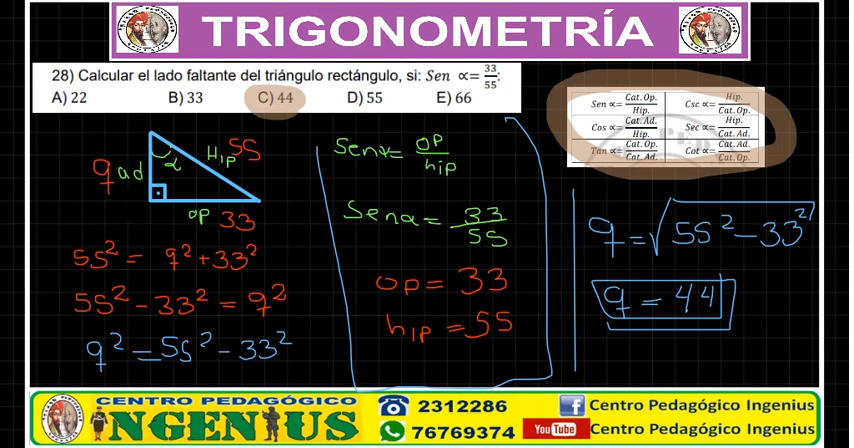 TRIGONOMETRÍA
28) Calcular el lado faltante del triángulo rectángulo, si: Sen ∝= 33/55:
A) 22 B) 33 C) 44 D) 55 E) 66
Sen ∝= Cat.Op./Hip. Csc ∝= Hip./Cat.Op.
Cos ∝= Cat.Ad./Hip. Sec ∝= Hip./Cat.Ad.
Tan ∝= Cat.Op./Cat.Ad. Cot ∝= Cat.Ad./Cat.Op.
q ad α Hip 55
op 33
55² = q² + 33²
55² - 33² = q²
q² = 55² - 33²
Senα = op/hip
Senα = 33/55
op = 33
hip = 55
q = √55² - 33²
q = 44
CENTRO PEDAGÓGICO
INGENIUS
2312286
76769374
Centro Pedagógico Ingenius
YouTube Centro Pedagógico Ingenius